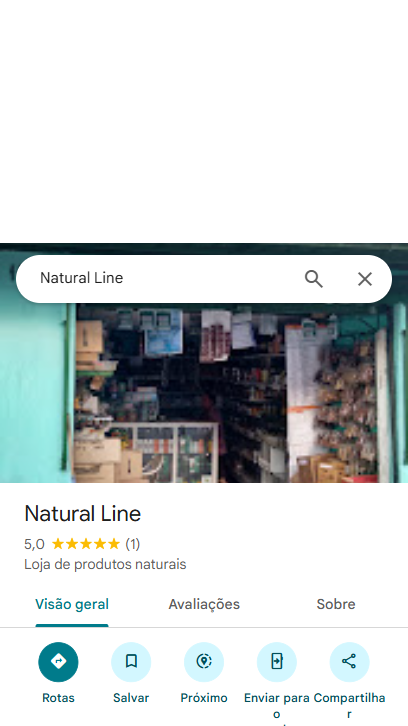 Natural Line
Natural Line
5,0 (1)
Loja de produtos naturais
Visão geral Avaliações Sobre
Rotas Salvar Próximo Enviar para Compartilha
o r